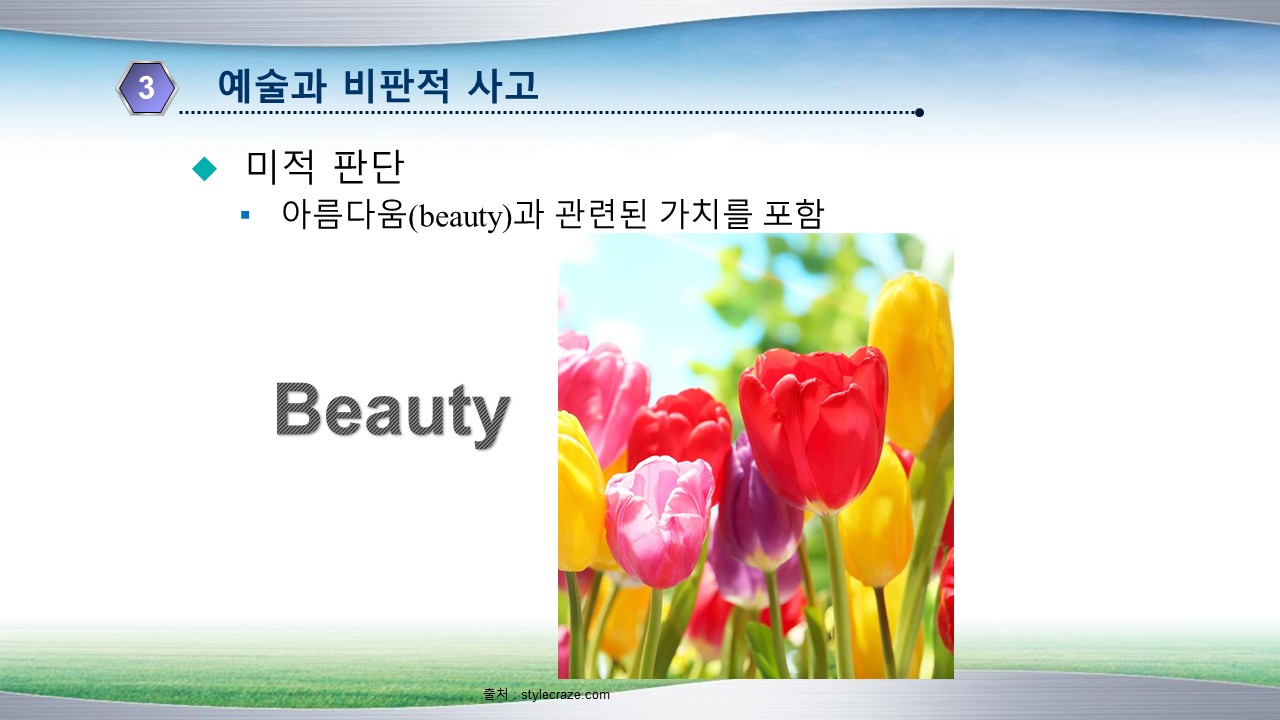 3
예술과 비판적 사고
미적 판단
아름다움(beauty)과 관련된 가치를 포함
Beauty
출처 : stylecraze.com